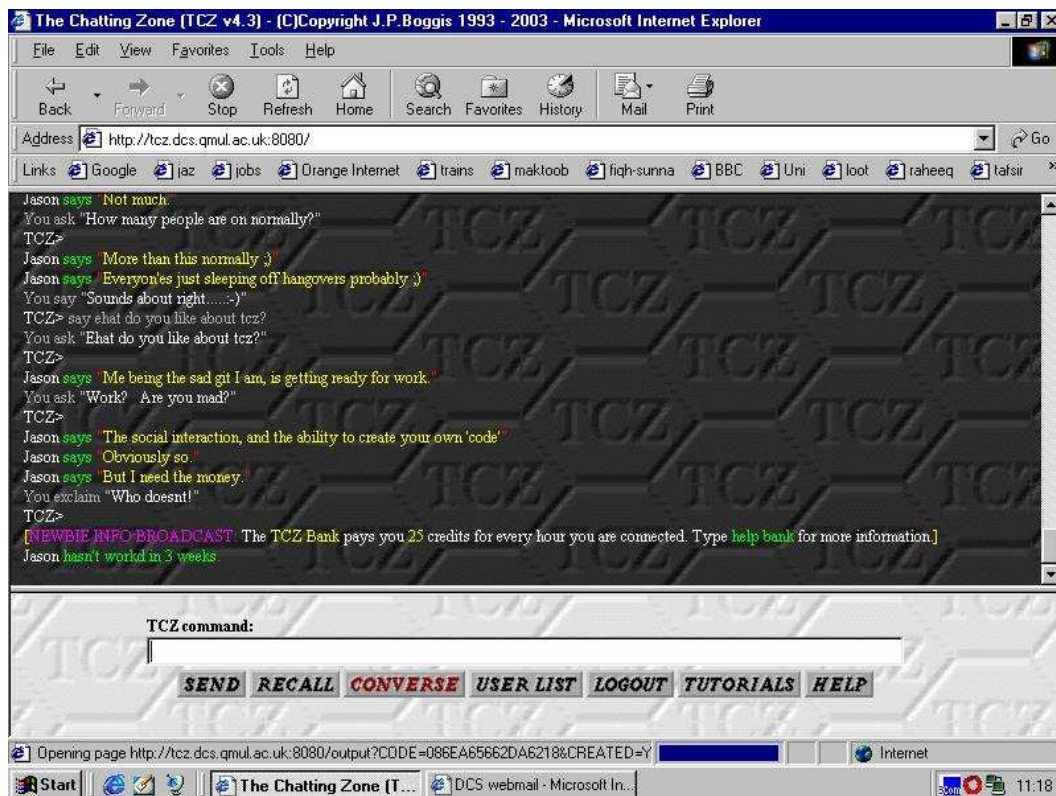 The Chatting Zone (TCZ v4.3) - (C)Copyright J.P.Boggis 1993 - 2003 - Microsoft Internet Explorer
File Edit View Favorites Tools Help
Back Forward Stop Refresh Home Search Favorites History Mail Print
Address http://tcz.dcs.qmul.ac.uk:8080/ Go
Links Google jaz jobs Orange Internet trains maktoob fiqh-sunna BBC Uni loot raheeq tafsir »
Jason says "Not much."
You ask "How many people are on normally?"
TCZ>
Jason says "More than this normally ;)"
Jason says "Everyon'es just sleeping off hangovers probably ;)"
You say "Sounds about right.....:-)"
TCZ> say ehat do you like about tcz?
You ask "Ehat do you like about tcz?"
TCZ>
Jason says "Me being the sad git I am, is getting ready for work."
You ask "Work? Are you mad?"
TCZ>
Jason says "The social interaction, and the ability to create your own 'code'"
Jason says "Obviously so."
Jason says "But I need the money."
You exclaim "Who doesnt!"
TCZ>
[NEWBIE INFO BROADCAST: The TCZ Bank pays you 25 credits for every hour you are connected. Type help bank for more information.]
Jason hasn't workd in 3 weeks.
TCZ command:
SEND RECALL CONVERSE USER LIST LOGOUT TUTORIALS HELP
Opening page http://tcz.dcs.qmul.ac.uk:8080/output?CODE=086EA65662DA6218&CREATED=Y Internet
Start The Chatting Zone (T... DCS webmail - Microsoft In... 3Com 11:18